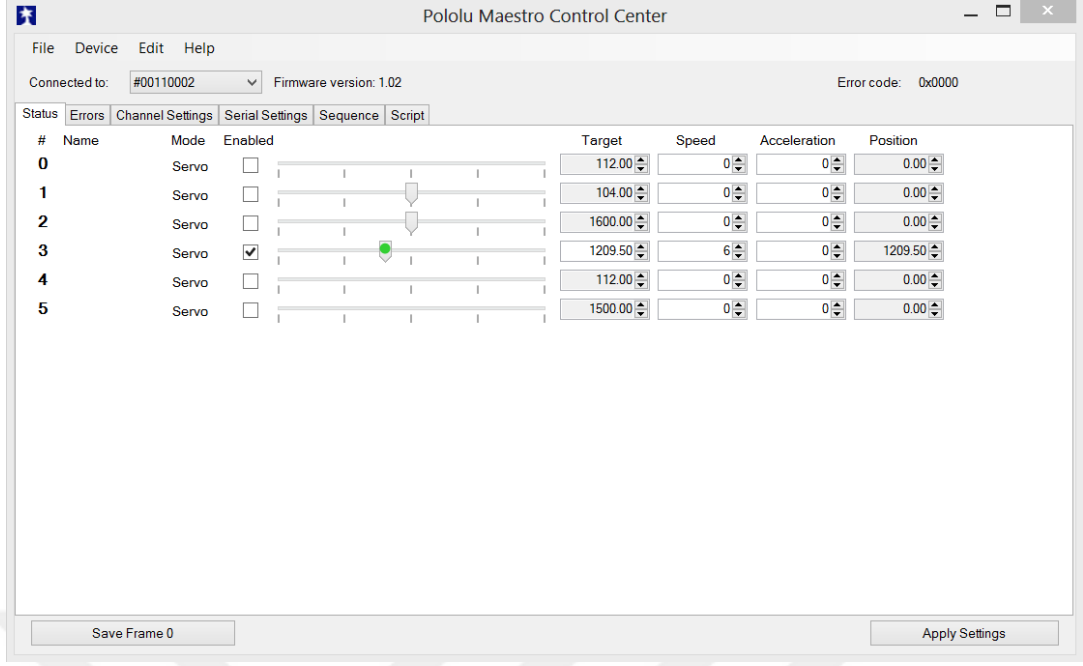 Pololu Maestro Control Center
File Device Edit Help
Connected to: #00110002 Firmware version: 1.02 Error code: 0x0000
Status Errors Channel Settings Serial Settings Sequence Script
# Name Mode Enabled Target Speed Acceleration Position
0 Servo 112.00 0 0 0.00
1 Servo 104.00 0 0 0.00
2 Servo 1600.00 0 0 0.00
3 Servo 1209.50 6 0 1209.50
4 Servo 112.00 0 0 0.00
5 Servo 1500.00 0 0 0.00
Save Frame 0 Apply Settings